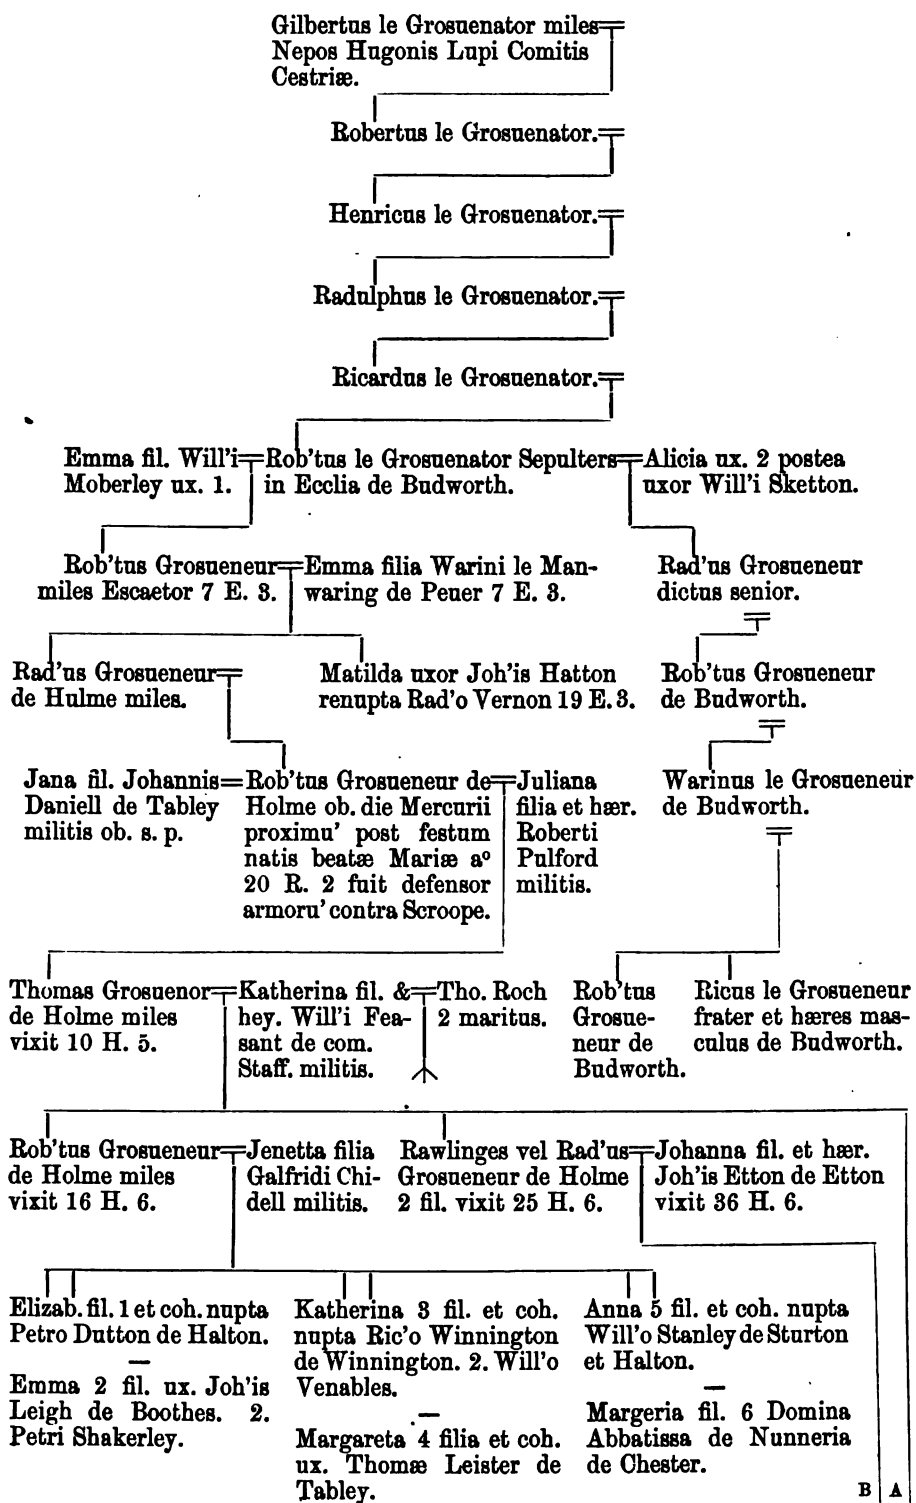 Gilbertus le Grosuenator miles
Nepos Hugonis Lupi Comitis
Cestriæ.
Robertus le Grosuenator.
Henricus le Grosuenator.
Radulphus le Grosuenator.
Ricardus le Grosuenator.
Emma fil. Will'i
Moberley ux. 1.
Rob'tus le Grosuenator Sepulters
in Ecclia de Budworth.
Alicia ux. 2 postea
uxor Will'i Sketton.
Rob'tus Grosueneur
miles Escaetor 7 E. 3.
Emma filia Warini le Man-
waring de Peuer 7 E. 3.
Rad'us Grosueneur
dictus senior.
Rad'us Grosueneur
de Hulme miles.
Matilda uxor Joh'is Hatton
renupta Rad'o Vernon 19 E. 3.
Rob'tus Grosueneur
de Budworth.
Jana fil. Johannis
Daniell de Tabley
militis ob. s. p.
Rob'tus Grosueneur de
Holme ob. die Mercurii
proximu' post festum
natis beatæ Mariæ aº
20 R. 2 fuit defensor
armoru' contra Scroope.
Juliana
filia et hær.
Roberti
Pulford
militis.
Warinus le Grosueneur
de Budworth.
Thomas Grosuenor
de Holme miles
vixit 10 H. 5.
Katherina fil. &
hey. Will'i Fea-
sant de com.
Staff. militis.
Tho. Roch
2 maritus.
Rob'tus
Grosue-
neur de
Budworth.
Ricus le Grosueneur
frater et hæres mas-
culus de Budworth.
Rob'tus Grosueneur
de Holme miles
vixit 16 H. 6.
Jenetta filia
Galfridi Chi-
dell militis.
Rawlinges vel Rad'us
Grosueneur de Holme
2 fil. vixit 25 H. 6.
Johanna fil. et hær.
Joh'is Etton de Etton
vixit 36 H. 6.
Elizab. fil. 1 et coh. nupta
Petro Dutton de Halton.
Emma 2 fil. ux. Joh'is
Leigh de Boothes. 2.
Petri Shakerley.
Katherina 3 fil. et coh.
nupta Ric'o Winnington
de Winnington. 2. Will'o
Venables.
Margareta 4 filia et coh.
ux. Thomæ Leister de
Tabley.
Anna 5 fil. et coh. nupta
Will'o Stanley de Sturton
et Halton.
Margeria fil. 6 Domina
Abbatissa de Nunneria
de Chester.
B A